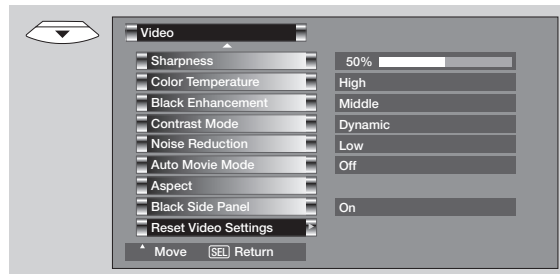 Video
Sharpness 50%
Color Temperature High
Black Enhancement Middle
Contrast Mode Dynamic
Noise Reduction Low
Auto Movie Mode Off
Aspect
Black Side Panel On
Reset Video Settings
Move SEL Return